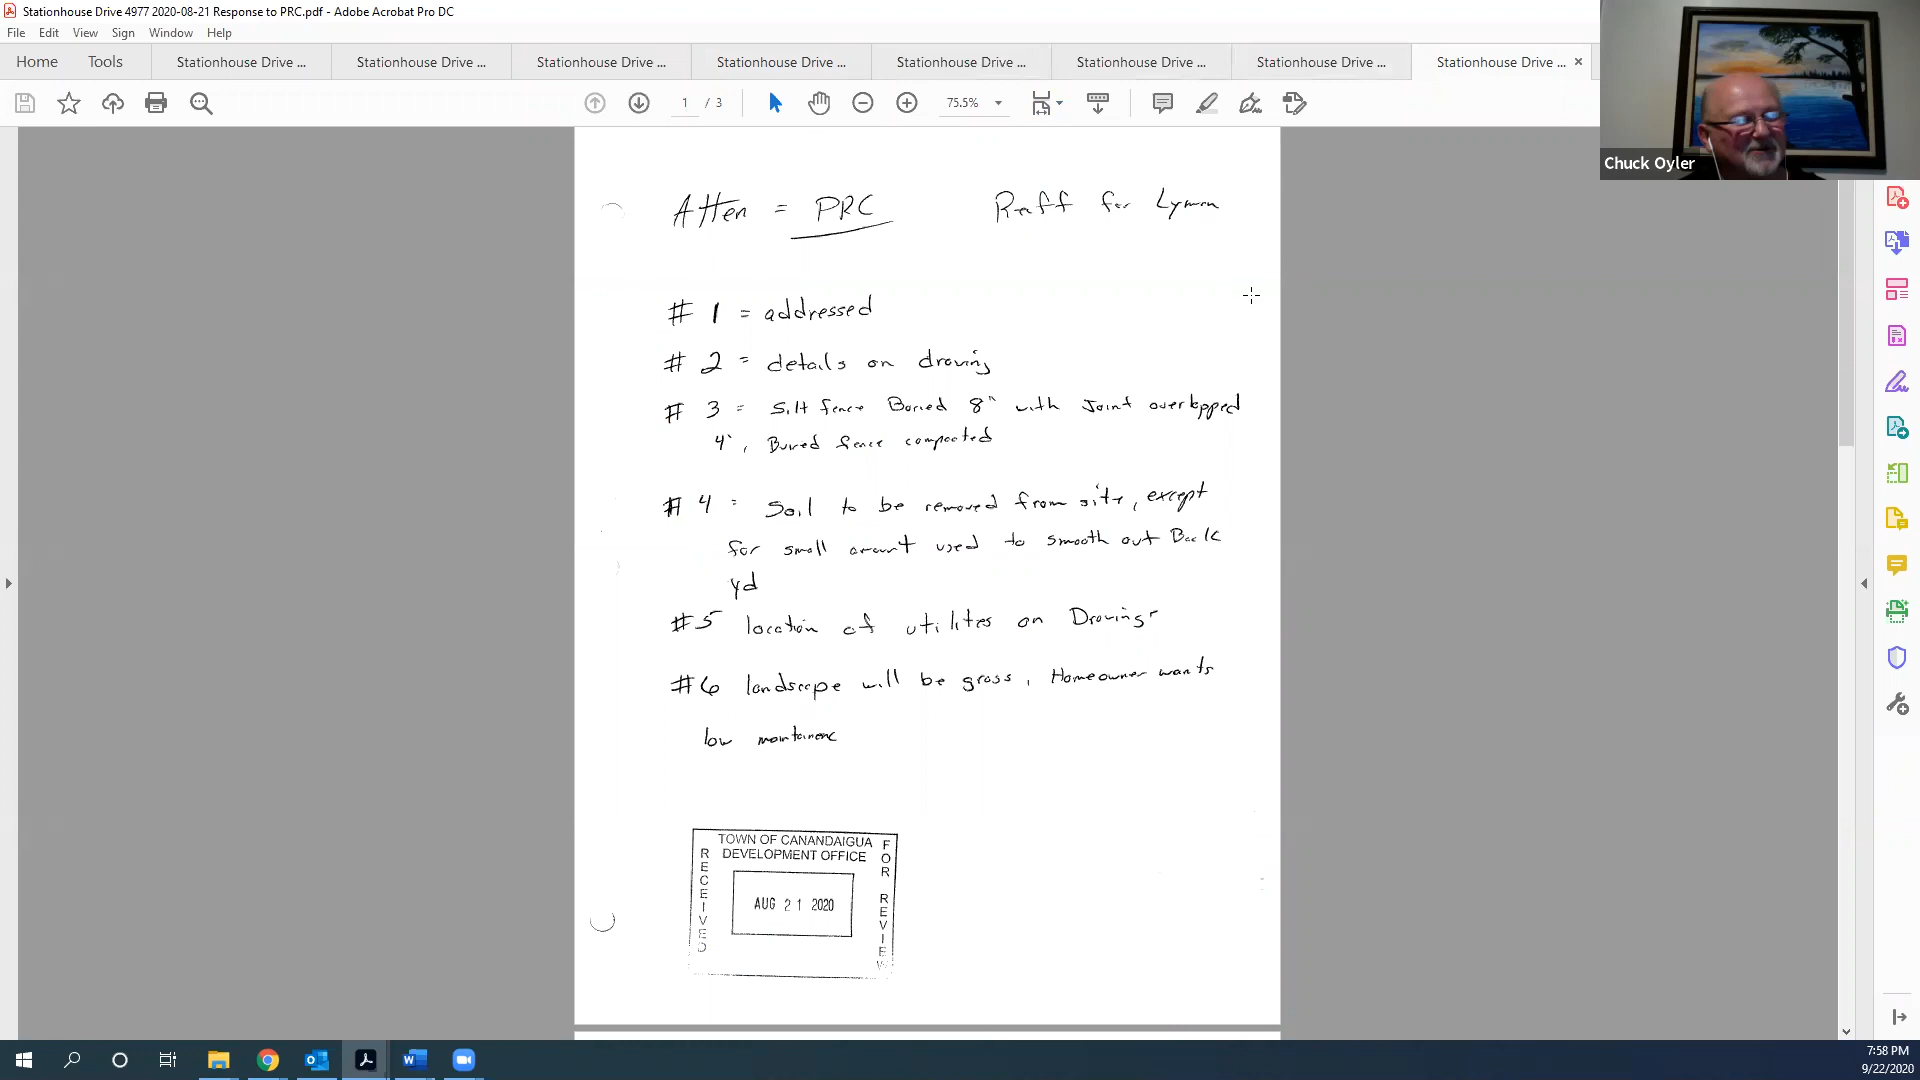 Stationhouse Drive 4977 2020-08-21 Response to PRC.pdf - Adobe Acrobat Pro DC
File Edit View Sign Window Help
Home Tools Stationhouse Drive ... Stationhouse Drive ... Stationhouse Drive ... Stationhouse Drive ... Stationhouse Drive ... Stationhouse Drive ... Stationhouse Drive ... Stationhouse Drive ...
1 / 3 75.5%
Chuck Oyler
Atten = PRC Raff for Lyman
# 1 = addressed
# 2 = details on drawing
# 3 = Silt fence Buried 8" with Joint overlapped
4", Buried fence compacted
# 4 = Soil to be removed from site, except
for small amount used to smooth out Back
yd
#5 location of utilites on Drawings
#6 landscape will be grass, Homeowner wants
low
TOWN OF CANANDAIGUA
DEVELOPMENT OFFICE
RECEIVED
AUG 21 2020
FOR REVIEW
7:58 PM
9/22/2020